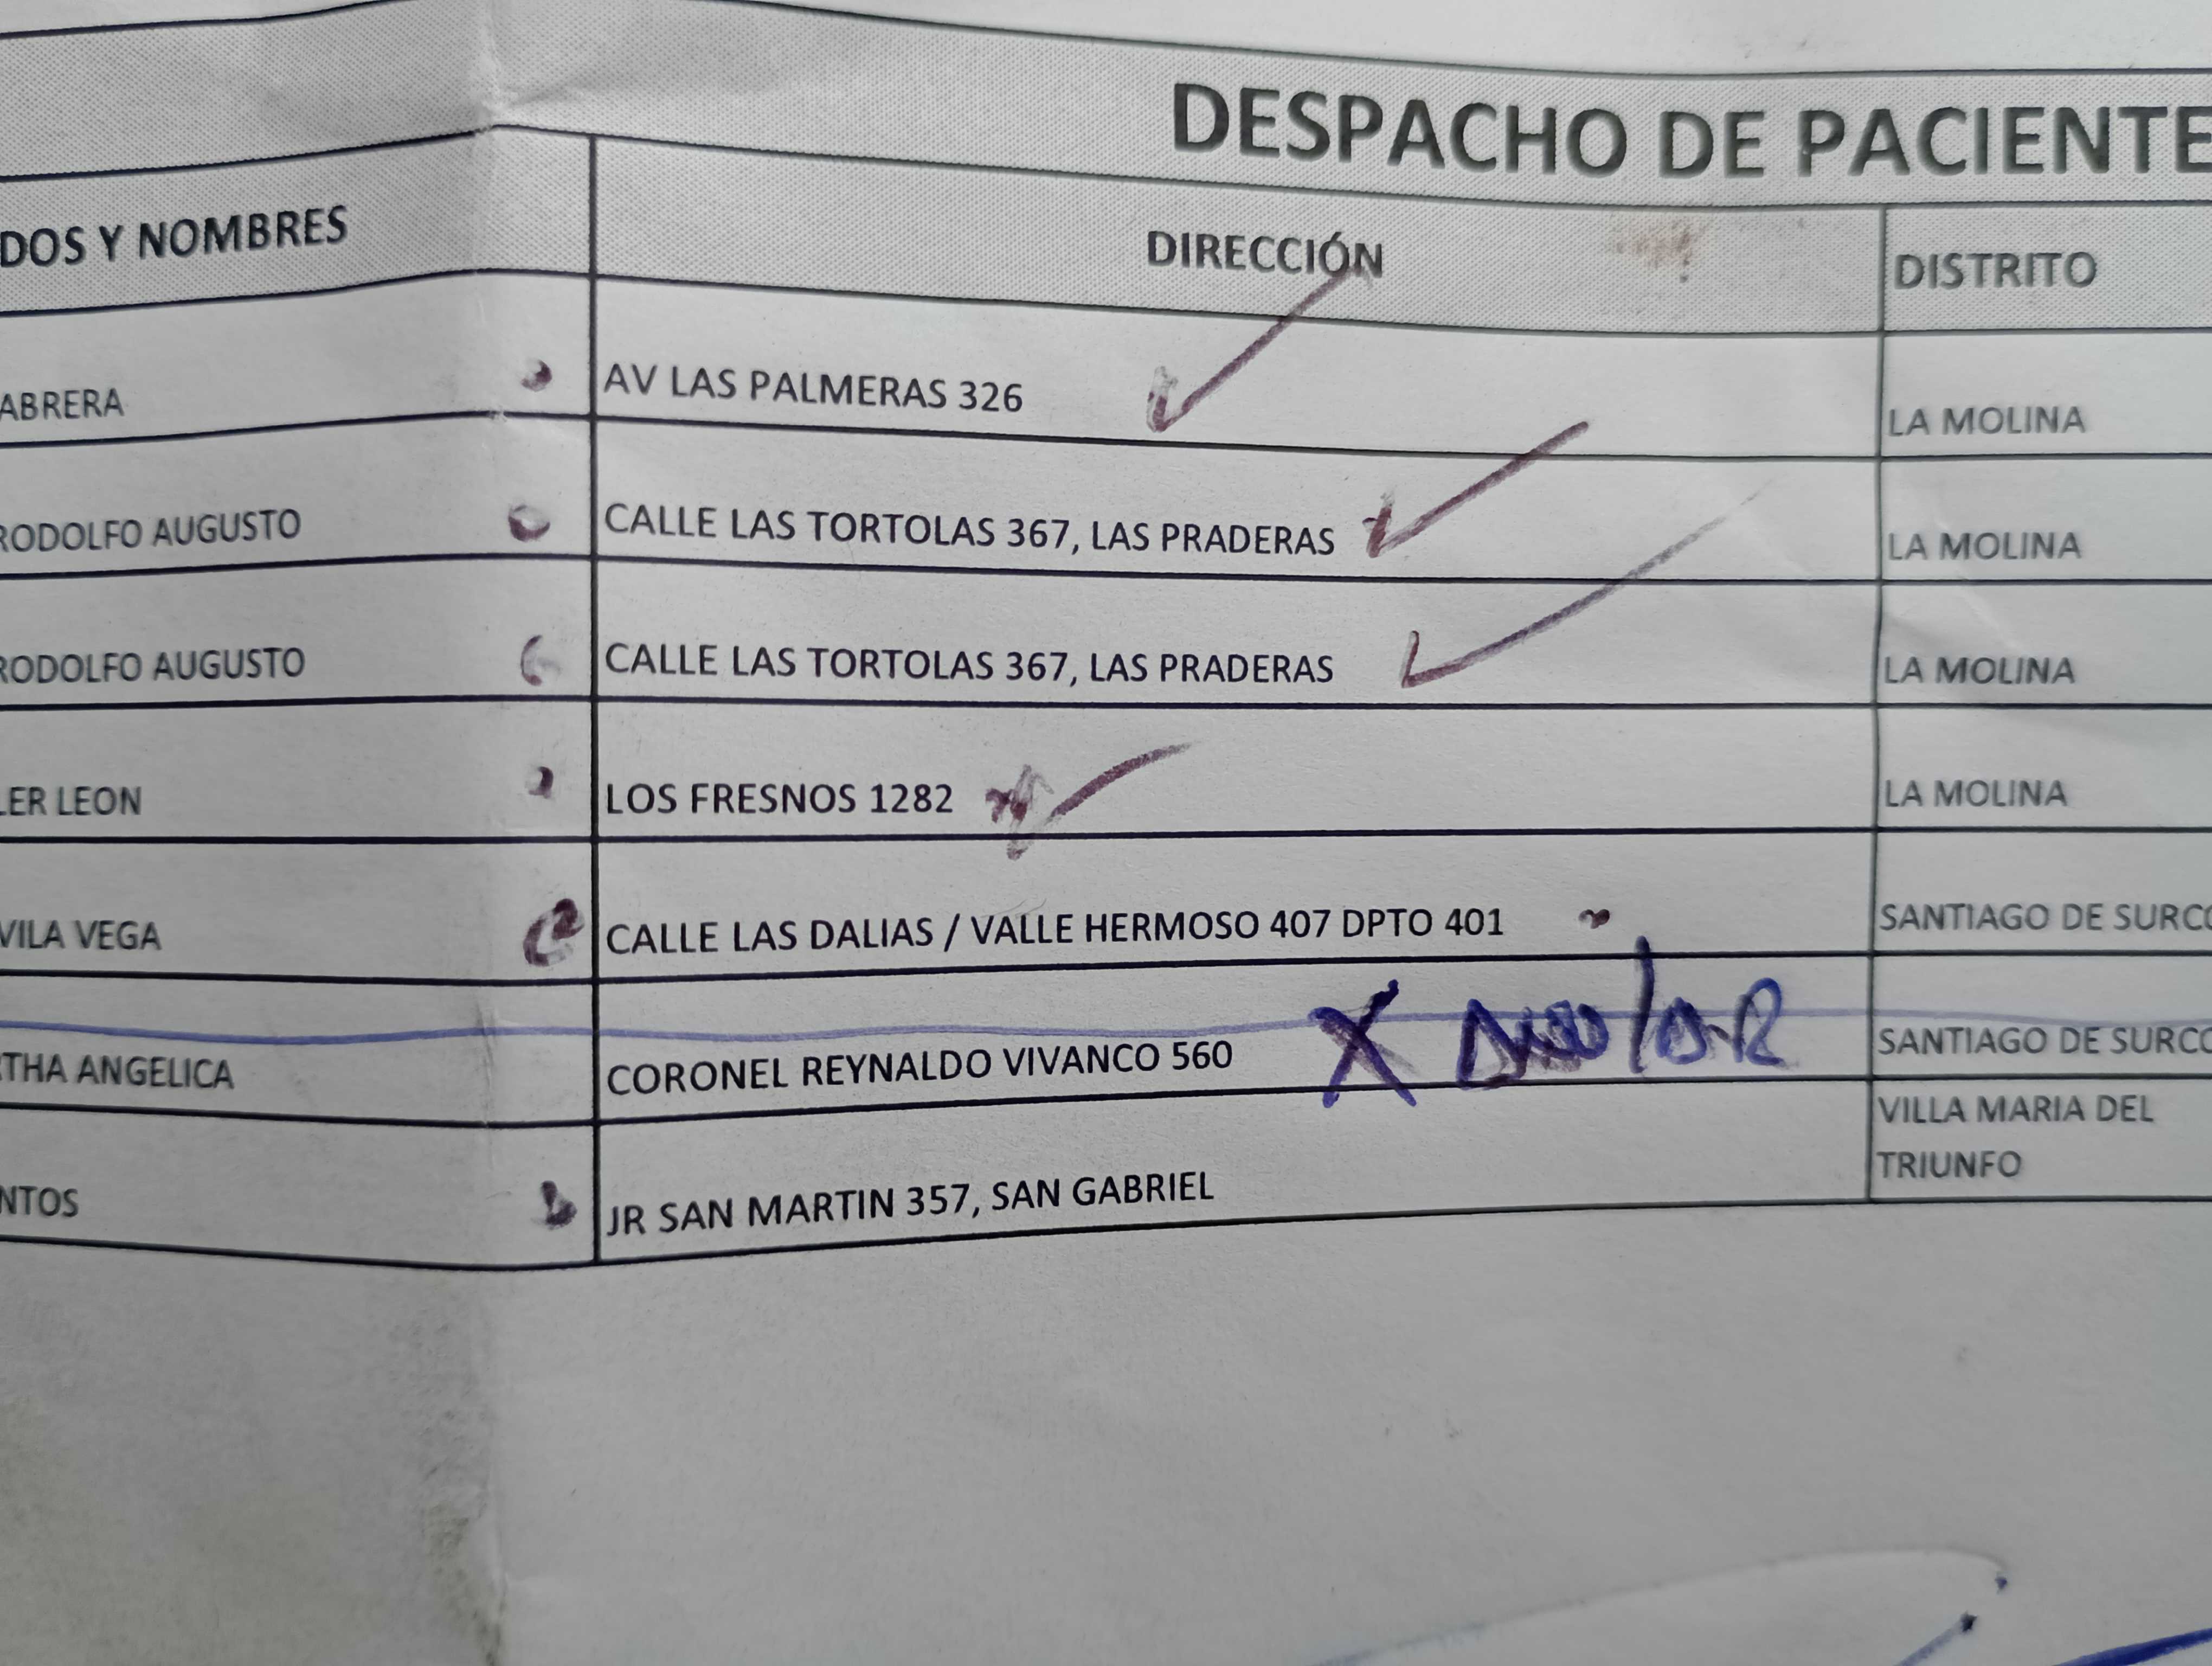 DESPACHO DE PACIENTE
DOS Y NOMBRES DIRECCIÓN DISTRITO
ABRERA AV LAS PALMERAS 326 LA MOLINA
RODOLFO AUGUSTO CALLE LAS TORTOLAS 367, LAS PRADERAS LA MOLINA
RODOLFO AUGUSTO CALLE LAS TORTOLAS 367, LAS PRADERAS LA MOLINA
LER LEON LOS FRESNOS 1282 LA MOLINA
VILA VEGA CALLE LAS DALIAS / VALLE HERMOSO 407 DPTO 401 SANTIAGO DE SURCO
THA ANGELICA CORONEL REYNALDO VIVANCO 560 X SANTIAGO DE SURCO
NTOS JR SAN MARTIN 357, SAN GABRIEL VILLA MARIA DEL
TRIUNFO